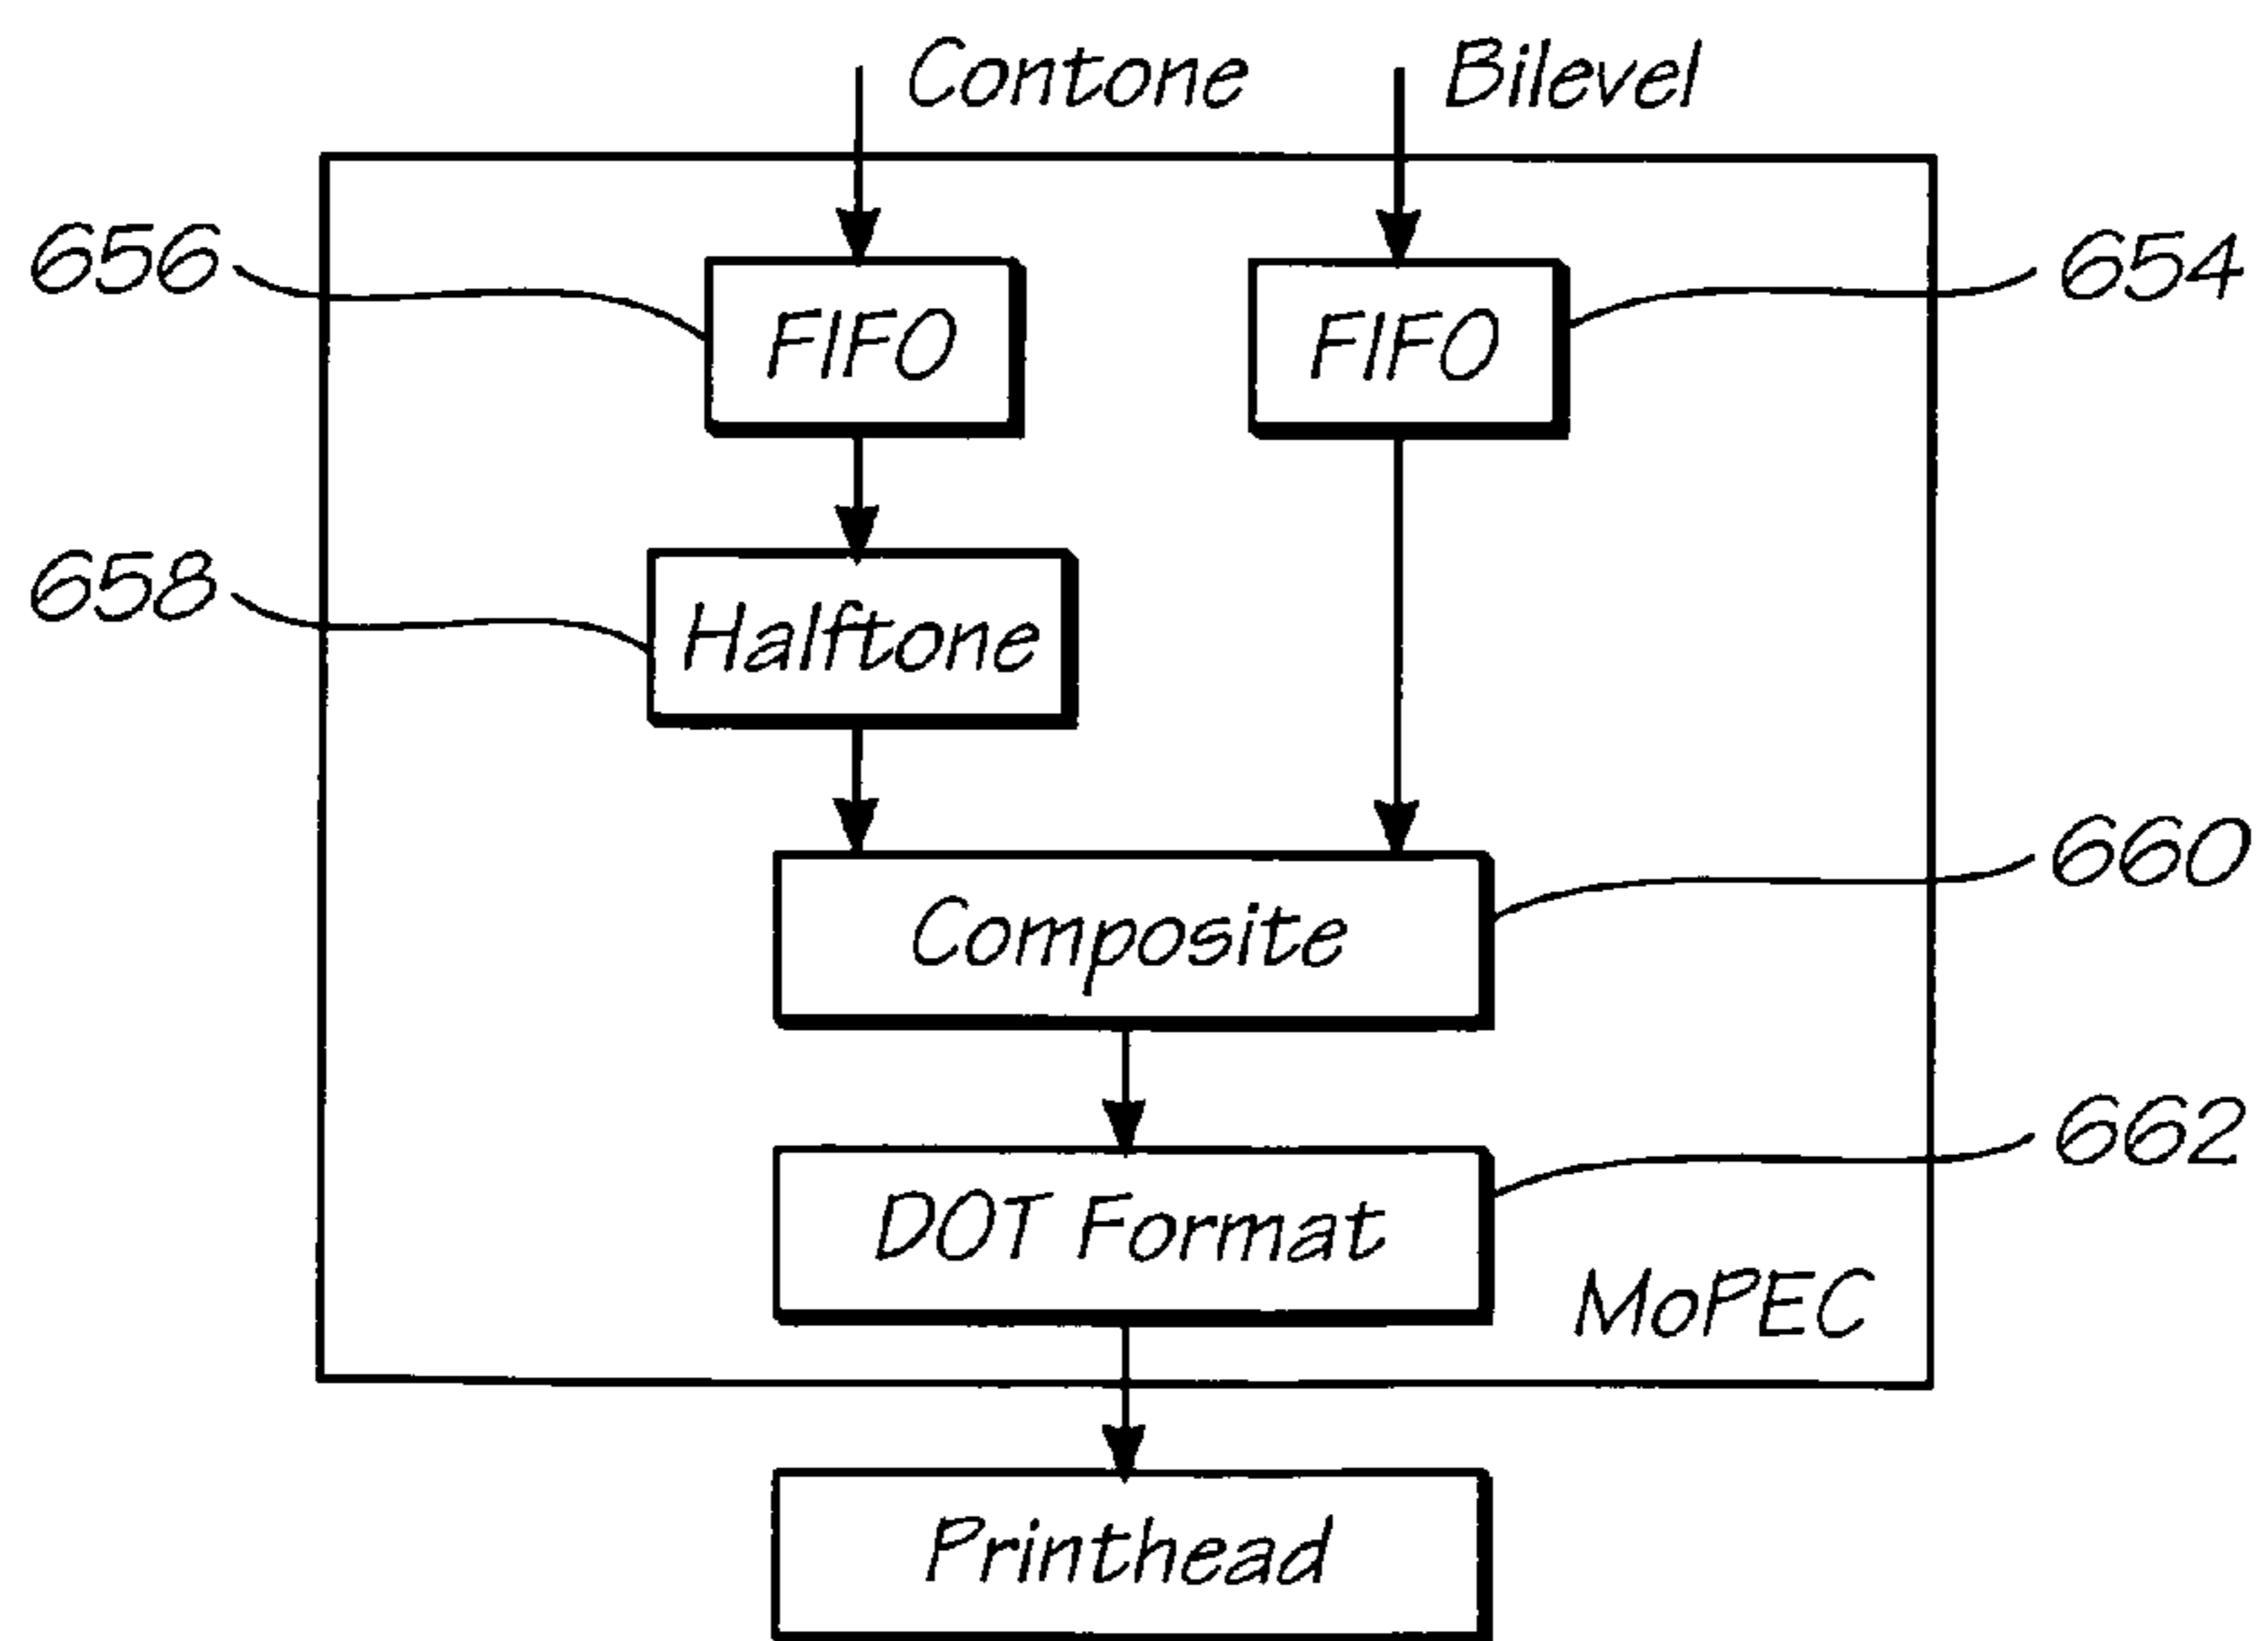 Contone
Bilevel
656
FIFO
FIFO
654
658
Halftone
660
Composite
662
DOT Format
MoPEC
Printhead